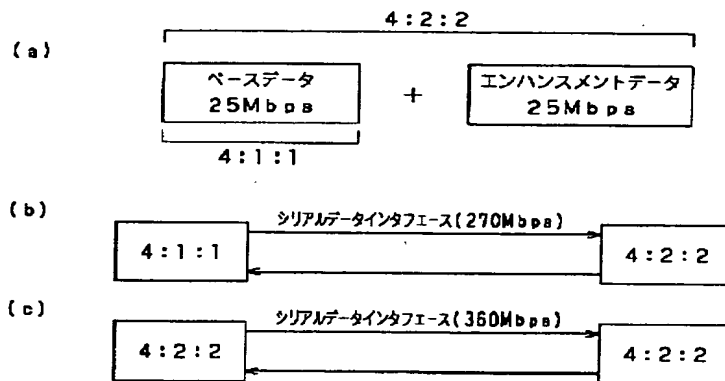 4:2:2
(a)
ベースデータ
25Mbps
+
エンハンスメントデータ
25Mbps
4:1:1
(b)
シリアルデータインタフェース(270Mbps)
4:1:1
4:2:2
(c)
シリアルデータインタフェース(360Mbps)
4:2:2
4:2:2